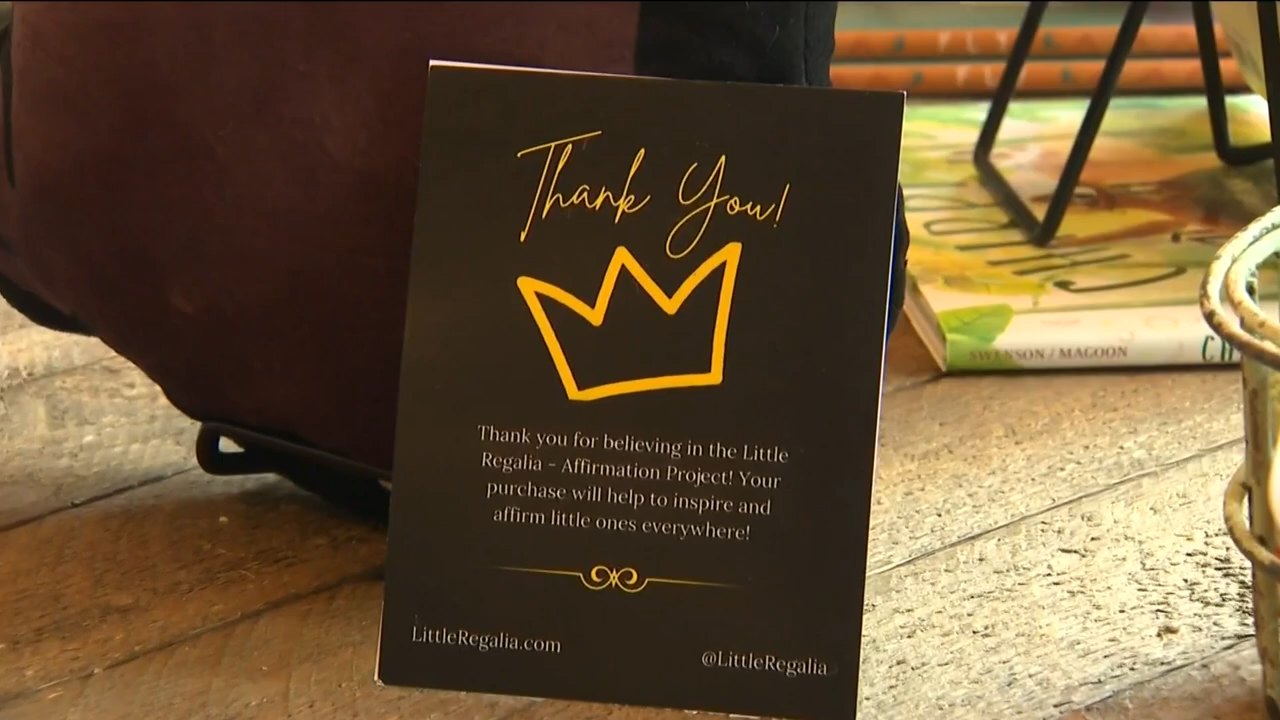 Thank You!
Thank you for believing in the Little
Regalia - Affirmation Project! Your
purchase will help to inspire and
affirm little ones everywhere!
LittleRegalia.com
@LittleRegalia
SWENSON / MAGOON